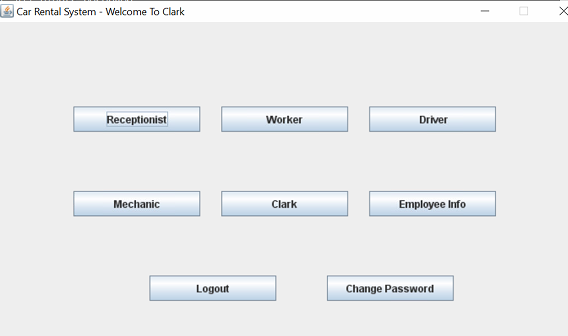 Car Rental System - Welcome To Clark
Receptionist Worker Driver
Mechanic Clark Employee Info
Logout Change Password